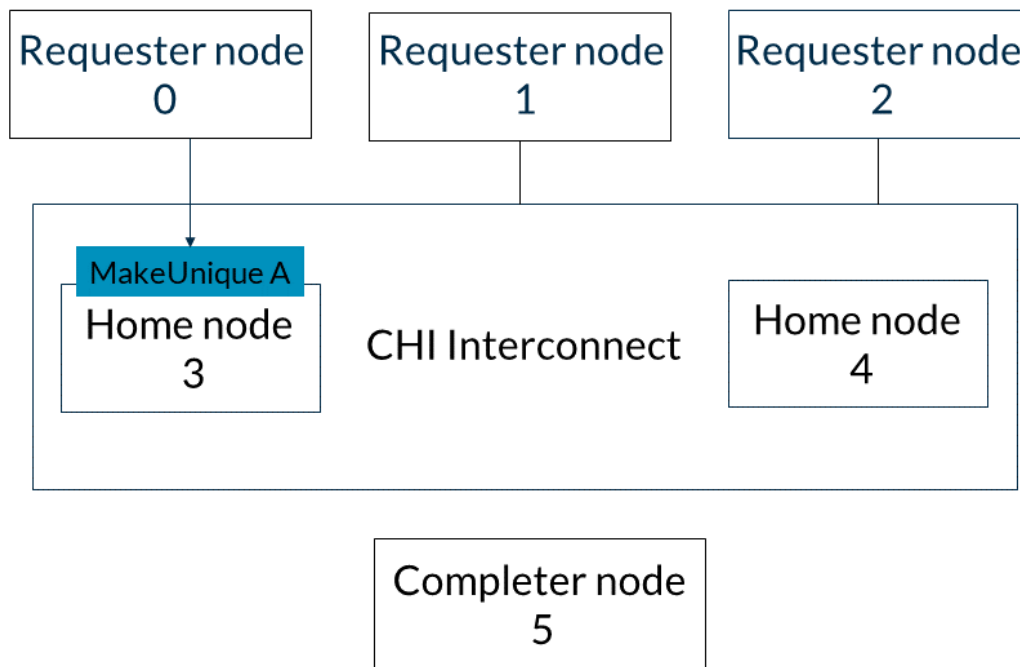 Requester node
0
Requester node
1
Requester node
2
MakeUnique A
Home node
3
CHI Interconnect
Home node
4
Completer node
5